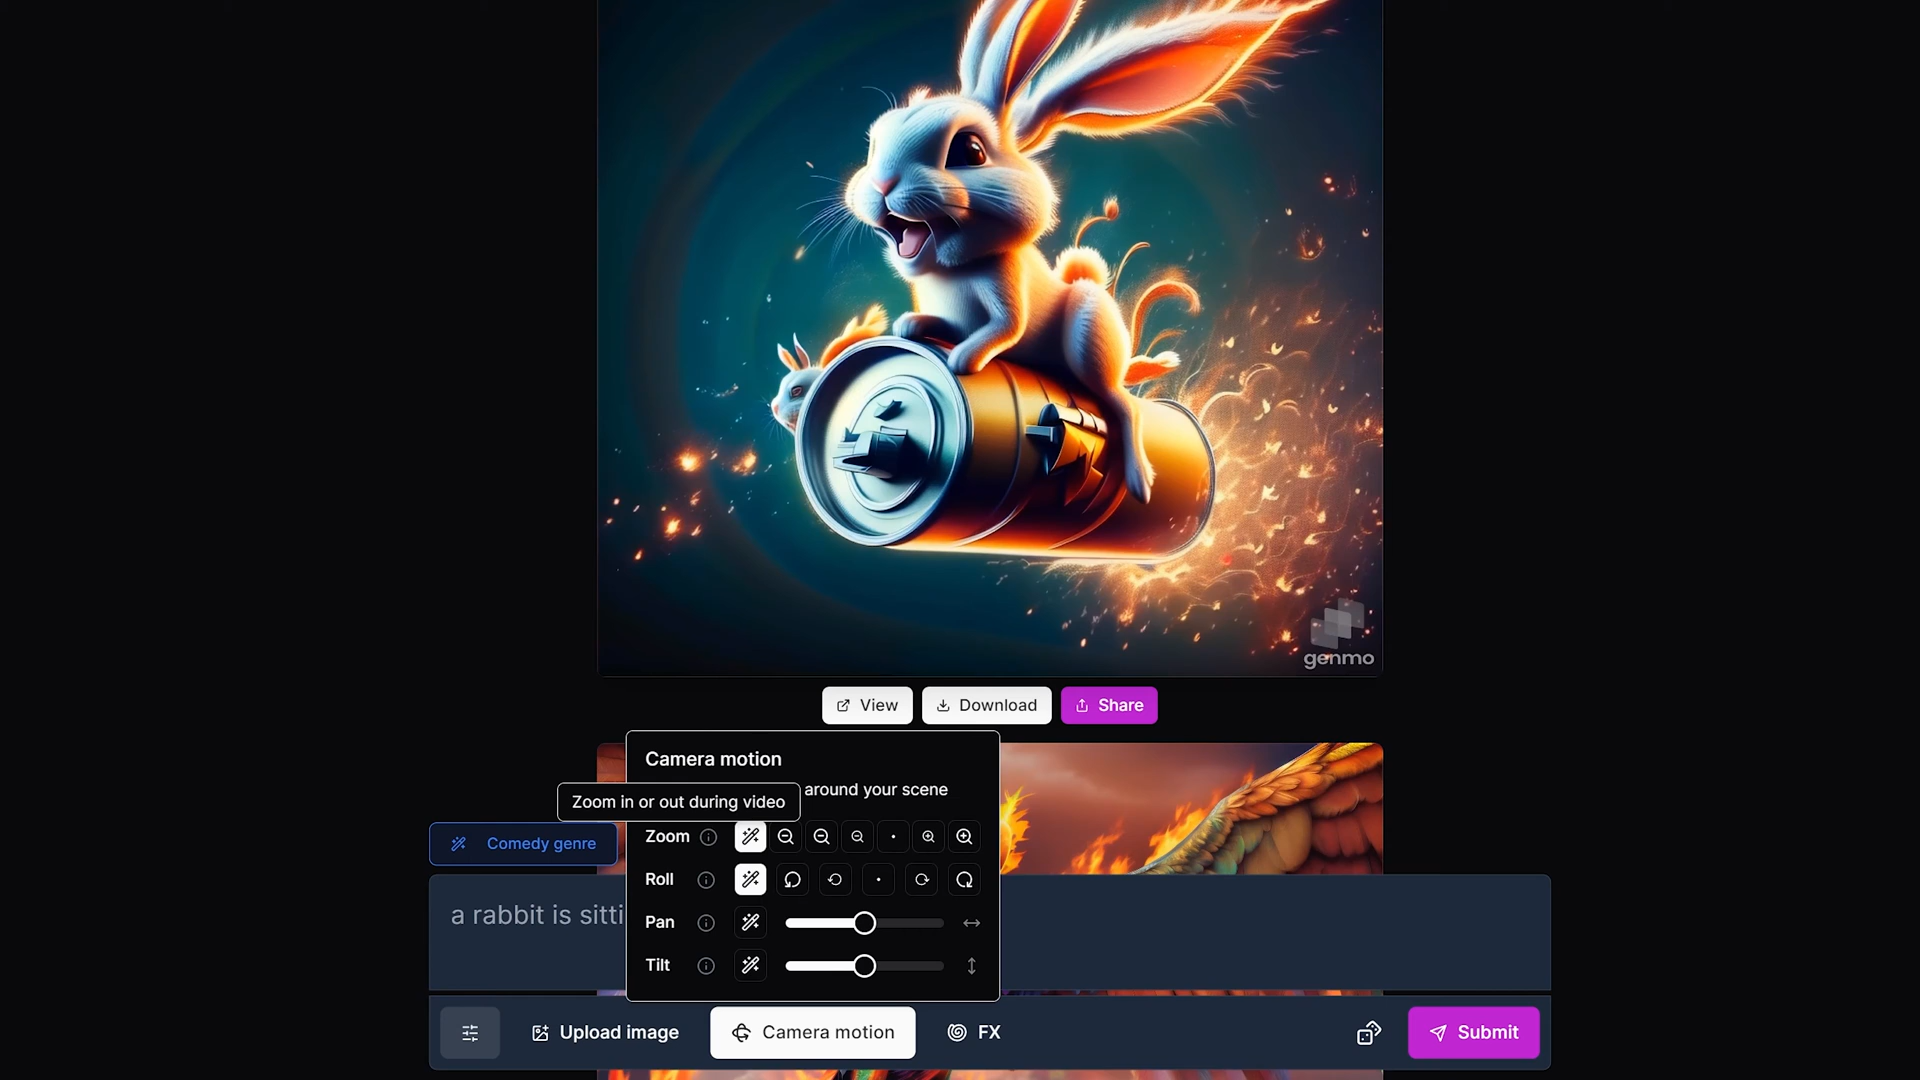 genmo
View
Download
Share
Camera motion
around your scene
Zoom in or out during video
Comedy genre
Zoom
Roll
a rabbit is sitti
Pan
Tilt
Upload image
Camera motion
FX
Submit